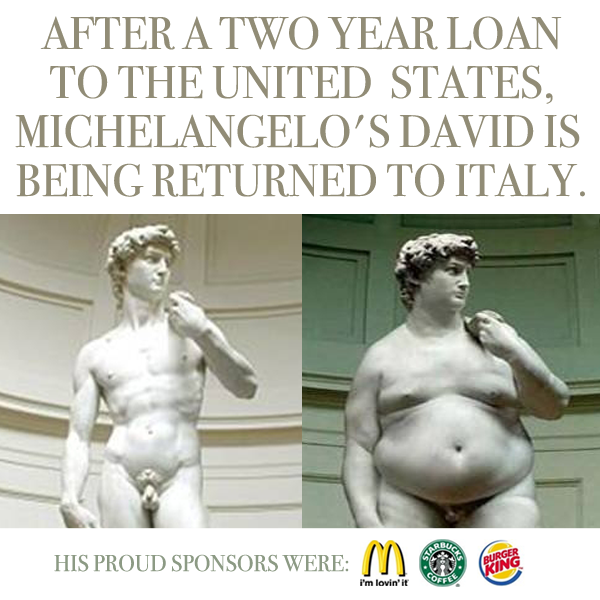 AFTER A TWO YEAR LOAN
TO THE UNITED STATES,
MICHELANGELO'S DAVID IS
BEING RETURNED TO ITALY.
HIS PROUD SPONSORS WERE:
i'm lovin' it
STARBUCKS
COFFEE
BURGER
KING